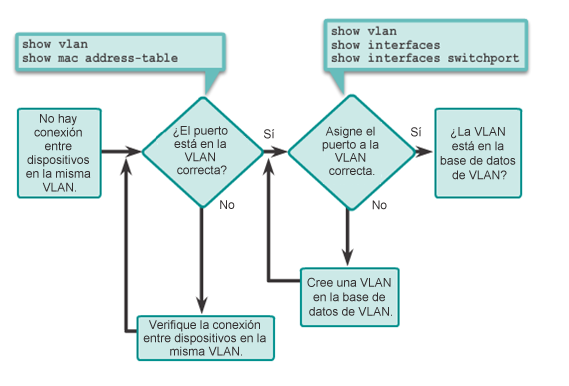 show vlan
show mac address-table
show vlan
show interfaces
show interfaces switchport
No hay
conexión
entre
dispositivos
en la misma
VLAN.
¿El puerto
está en la
VLAN
correcta?
Sí
No
Asigne el
puerto a la
VLAN
correcta.
Sí
No
¿La VLAN
está en la
base de datos
de VLAN?
Cree una VLAN
en la base de
datos de VLAN.
Verifique la conexión
entre dispositivos en la
misma VLAN.